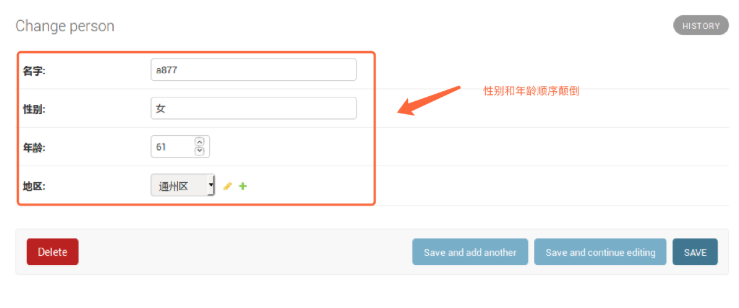 Change person
HISTORY
名字:
a877
性别和年龄顺序颠倒
性别:
女
年龄:
61
地区:
通州区
Delete
Save and add another
Save and continue editing
SAVE